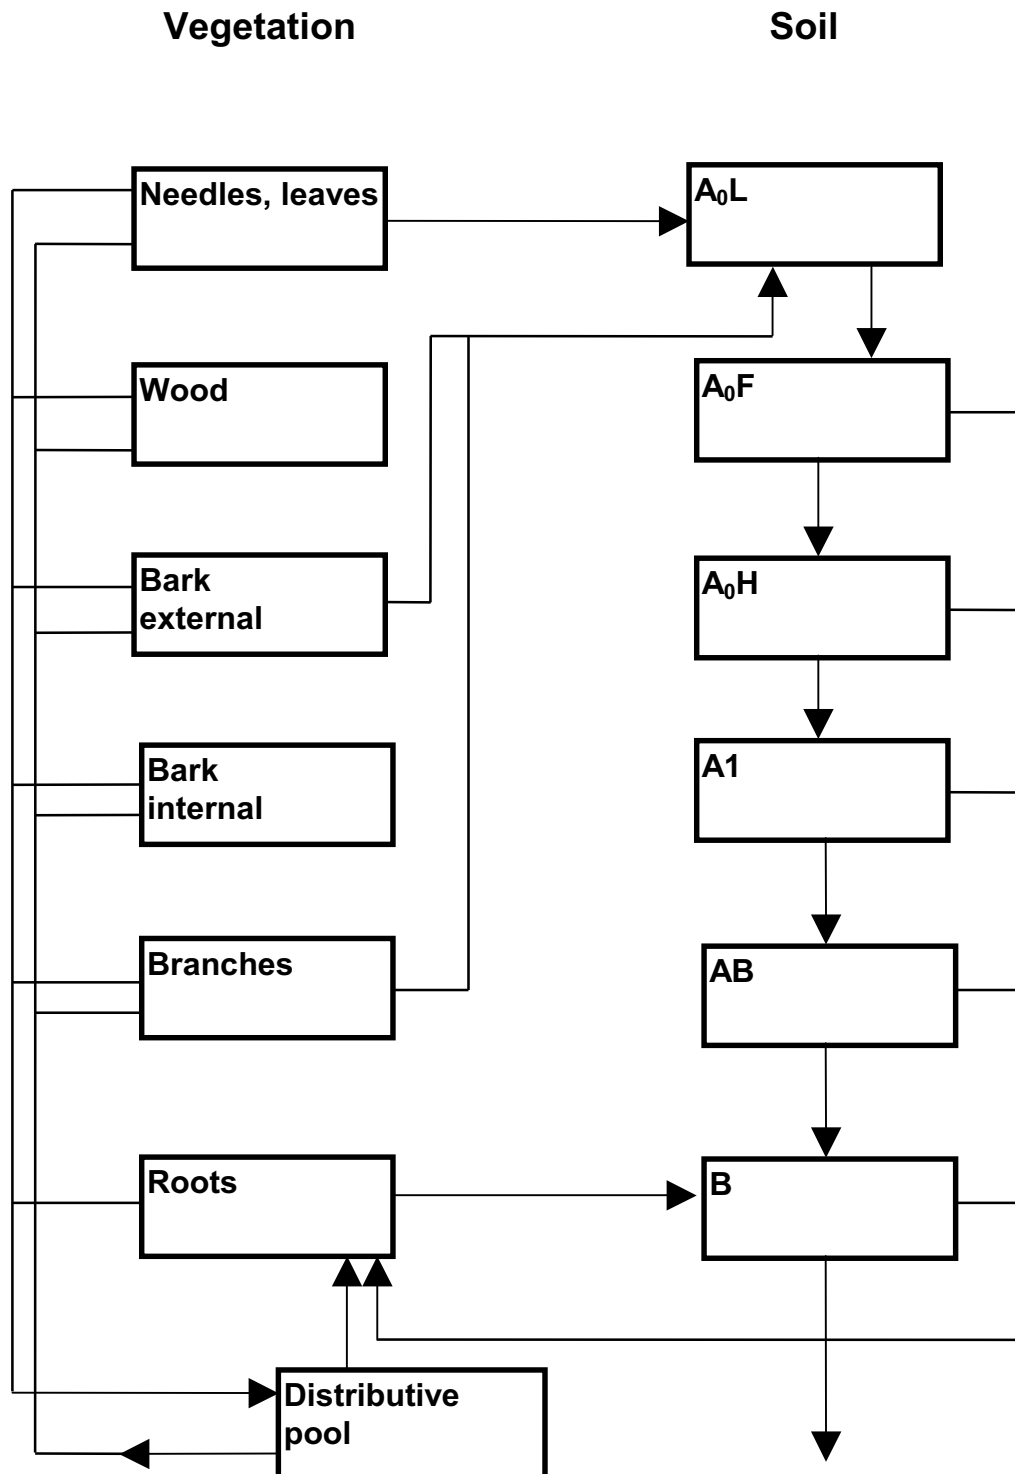 Vegetation
Soil
Needles, leaves
A₀L
Wood
A₀F
Bark
external
A₀H
Bark
internal
A1
Branches
AB
Roots
B
Distributive
pool